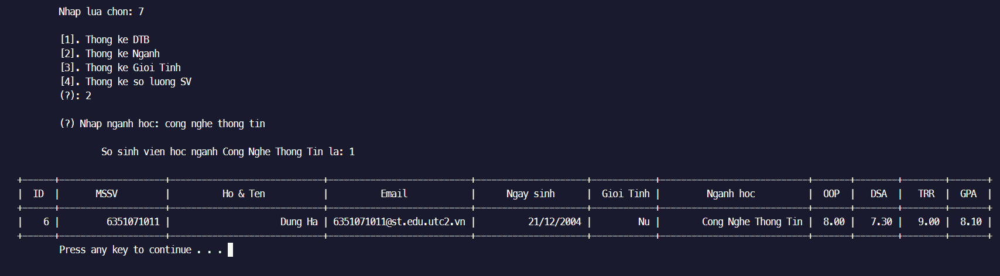 Nhap lua chon: 7
[1]. Thong ke DTB
[2]. Thong ke Nganh
[3]. Thong ke Gioi Tinh
[4]. Thong ke so luong SV
(?): 2
(?) Nhap nganh hoc: cong nghe thong tin
So sinh vien hoc nganh Cong Nghe Thong Tin la: 1
+------+--------------------+-----------------------------+---------------------------+---------------------+------------+----------------------------+-------+--------+--------+-------+
| ID | MSSV | Ho & Ten | Email | Ngay sinh | Gioi Tinh | Nganh hoc | OOP | DSA | TRR | GPA |
+------+--------------------+-----------------------------+---------------------------+---------------------+------------+----------------------------+-------+--------+--------+-------+
| 6 | 6351071011 | Dung Ha | 6351071011@st.edu.utc2.vn | 21/12/2004 | Nu | Cong Nghe Thong Tin | 8.00 | 7.30 | 9.00 | 8.10 |
+------+--------------------+-----------------------------+---------------------------+---------------------+------------+----------------------------+-------+--------+--------+-------+
Press any key to continue . . .